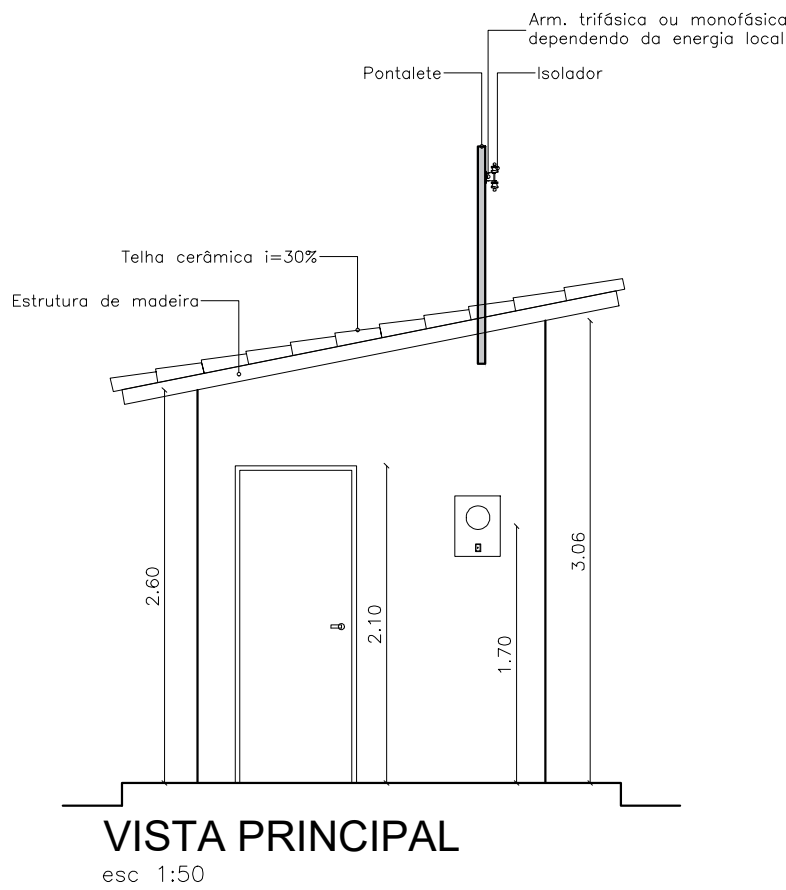 Arm. trifásica ou monofásica
dependendo da energia local
Pontalete
Isolador
Telha cerâmica i=30%
Estrutura de madeira
2.60
2.10
1.70
3.06
VISTA PRINCIPAL
esc 1:50